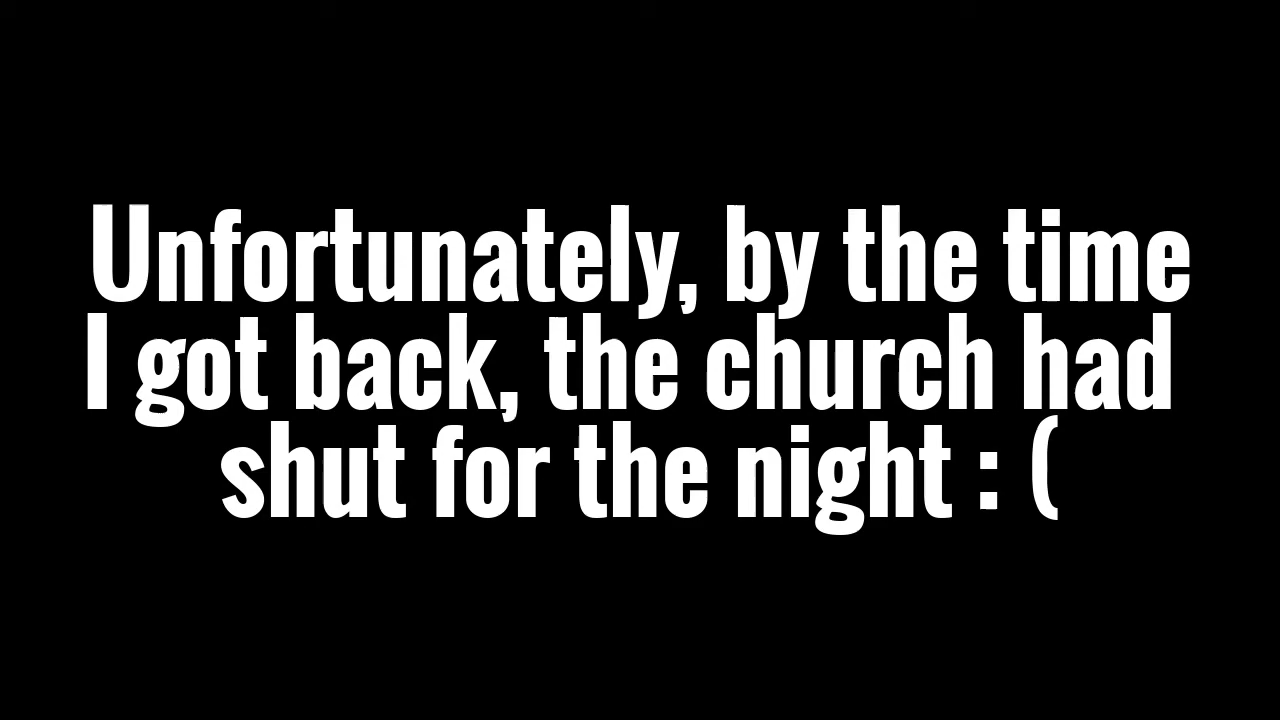 Unfortunately, by the time
I got back, the church had
shut for the night : (